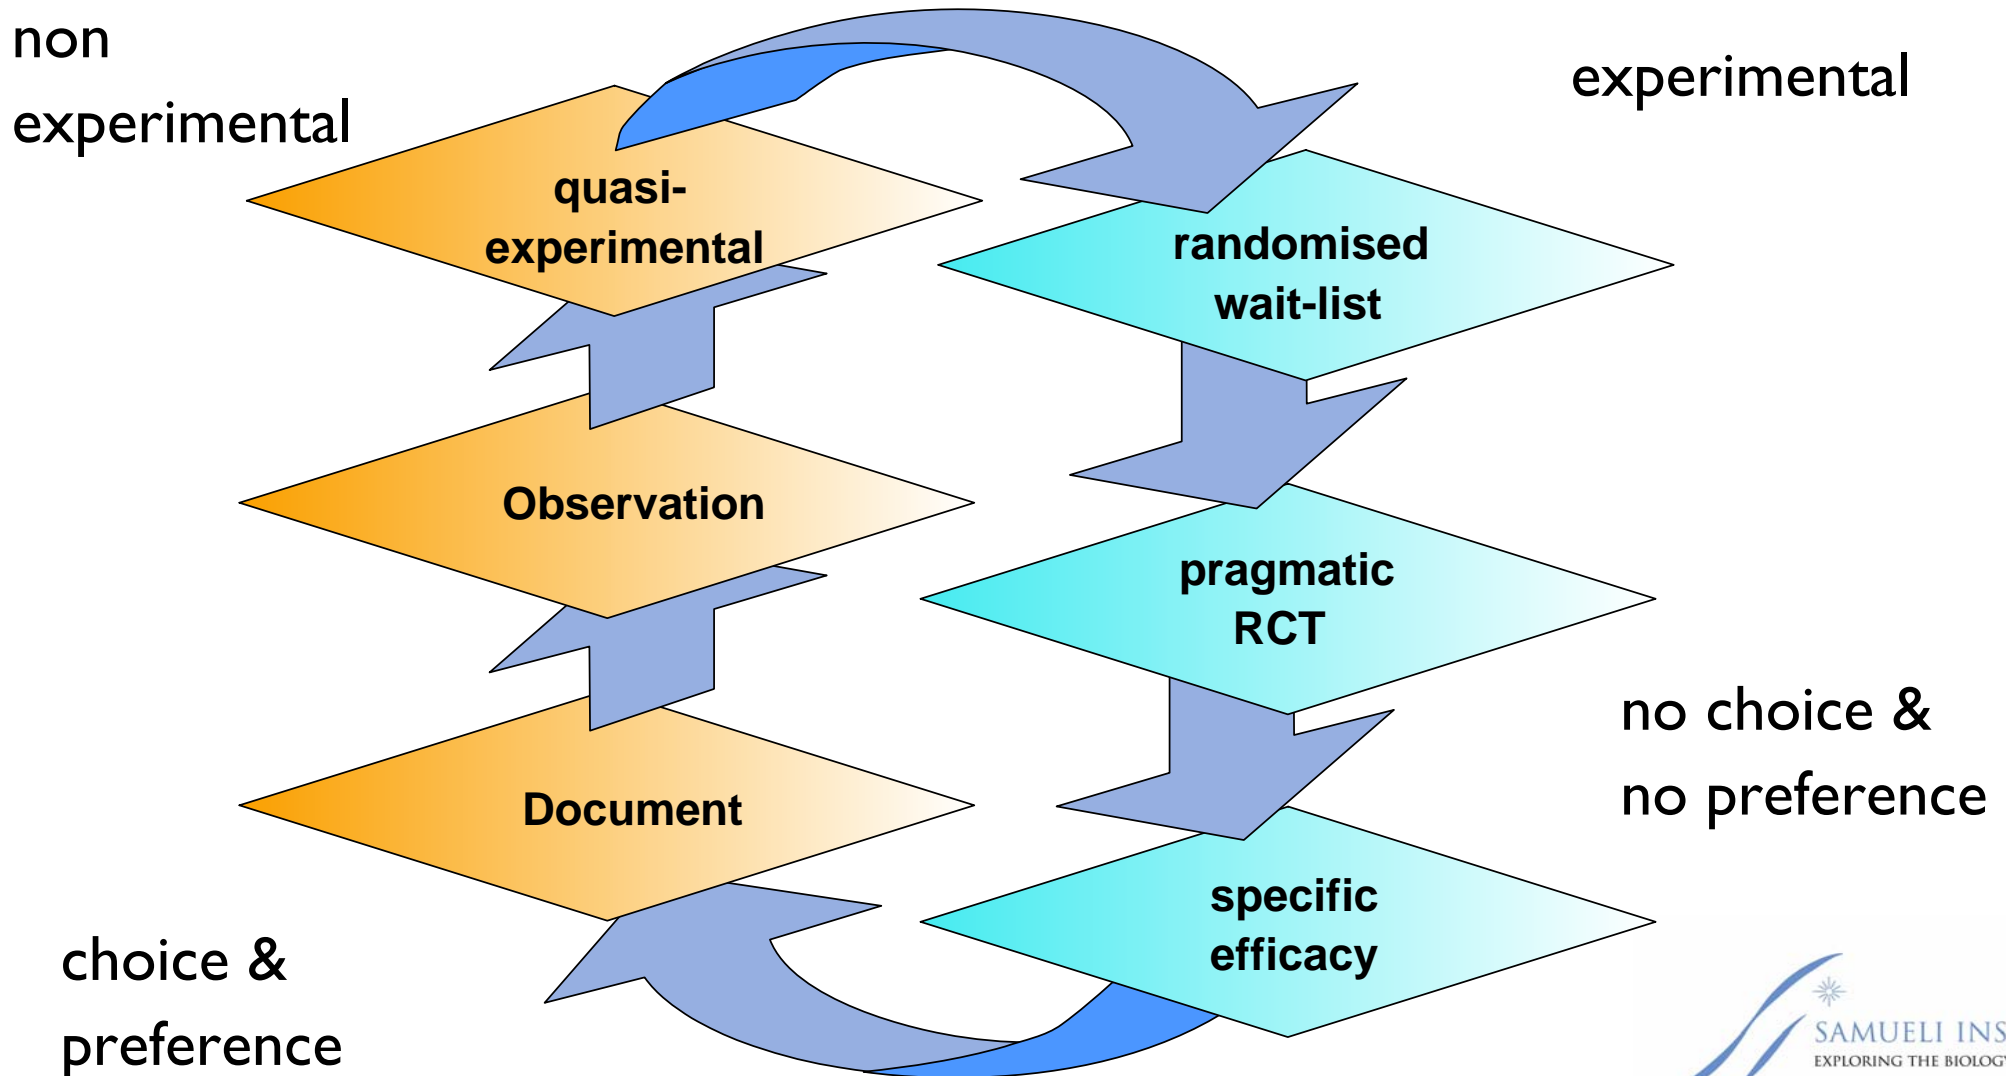 non
experimental
experimental
quasi-
experimental
randomised
wait-list
Observation
pragmatic
RCT
Document
no choice &
no preference
specific
efficacy
choice &
preference
SAMUELI INS
EXPLORING THE BIOLOGY